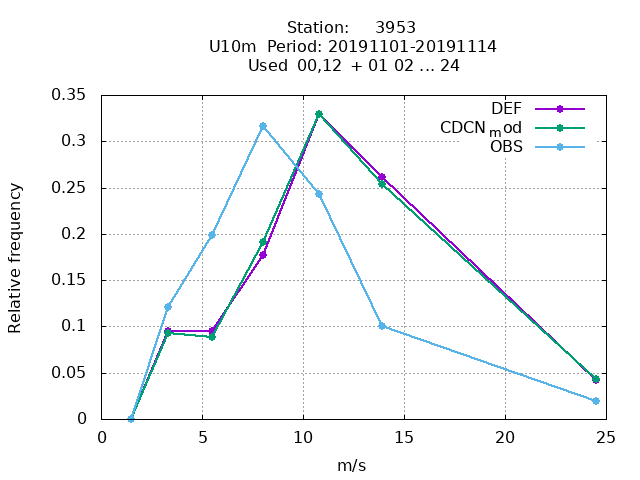 Station: 3953
U10m Period: 20191101-20191114
Used 00,12 + 01 02 ... 24
0.35
0.3
0.25
0.2
0.15
0.1
0.05
0
0 5 10 15 20 25
Relative frequency
m/s
DEF
CDCNmod
OBS